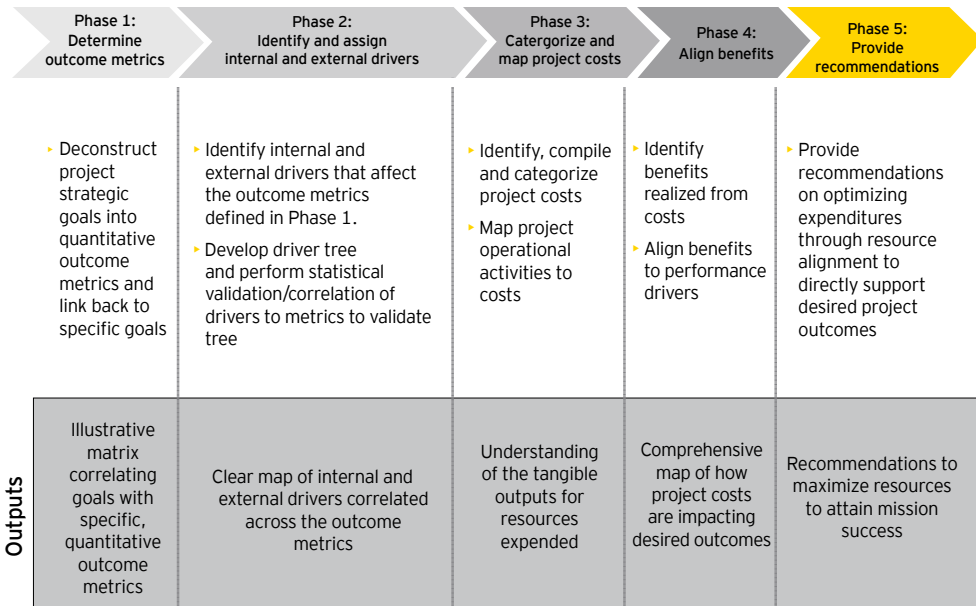 Phase 1:
Determine
outcome metrics
Phase 2:
Identify and assign
internal and external drivers
Phase 3:
Catergorize and
map project costs
Phase 4:
Align benefits
Phase 5:
Provide
recommendations
▸ Deconstruct
project
strategic
goals into
quantitative
outcome
metrics and
link back to
specific goals
▸ Identify internal and
external drivers that affect
the outcome metrics
defined in Phase 1.
▸ Develop driver tree
and perform statistical
validation/correlation of
drivers to metrics to validate
tree
▸ Identify, compile
and categorize
project costs
▸ Map project
operational
activities to
costs
▸ Identify
benefits
realized from
costs
▸ Align benefits
to performance
drivers
▸ Provide
recommendations
on optimizing
expenditures
through resource
alignment to
directly support
desired project
outcomes
Outputs
Illustrative
matrix
correlating
goals with
specific,
quantitative
outcome
metrics
Clear map of internal and
external drivers correlated
across the outcome
metrics
Understanding
of the tangible
outputs for
resources
expended
Comprehensive
map of how
project costs
are impacting
desired outcomes
Recommendations to
maximize resources
to attain mission
success